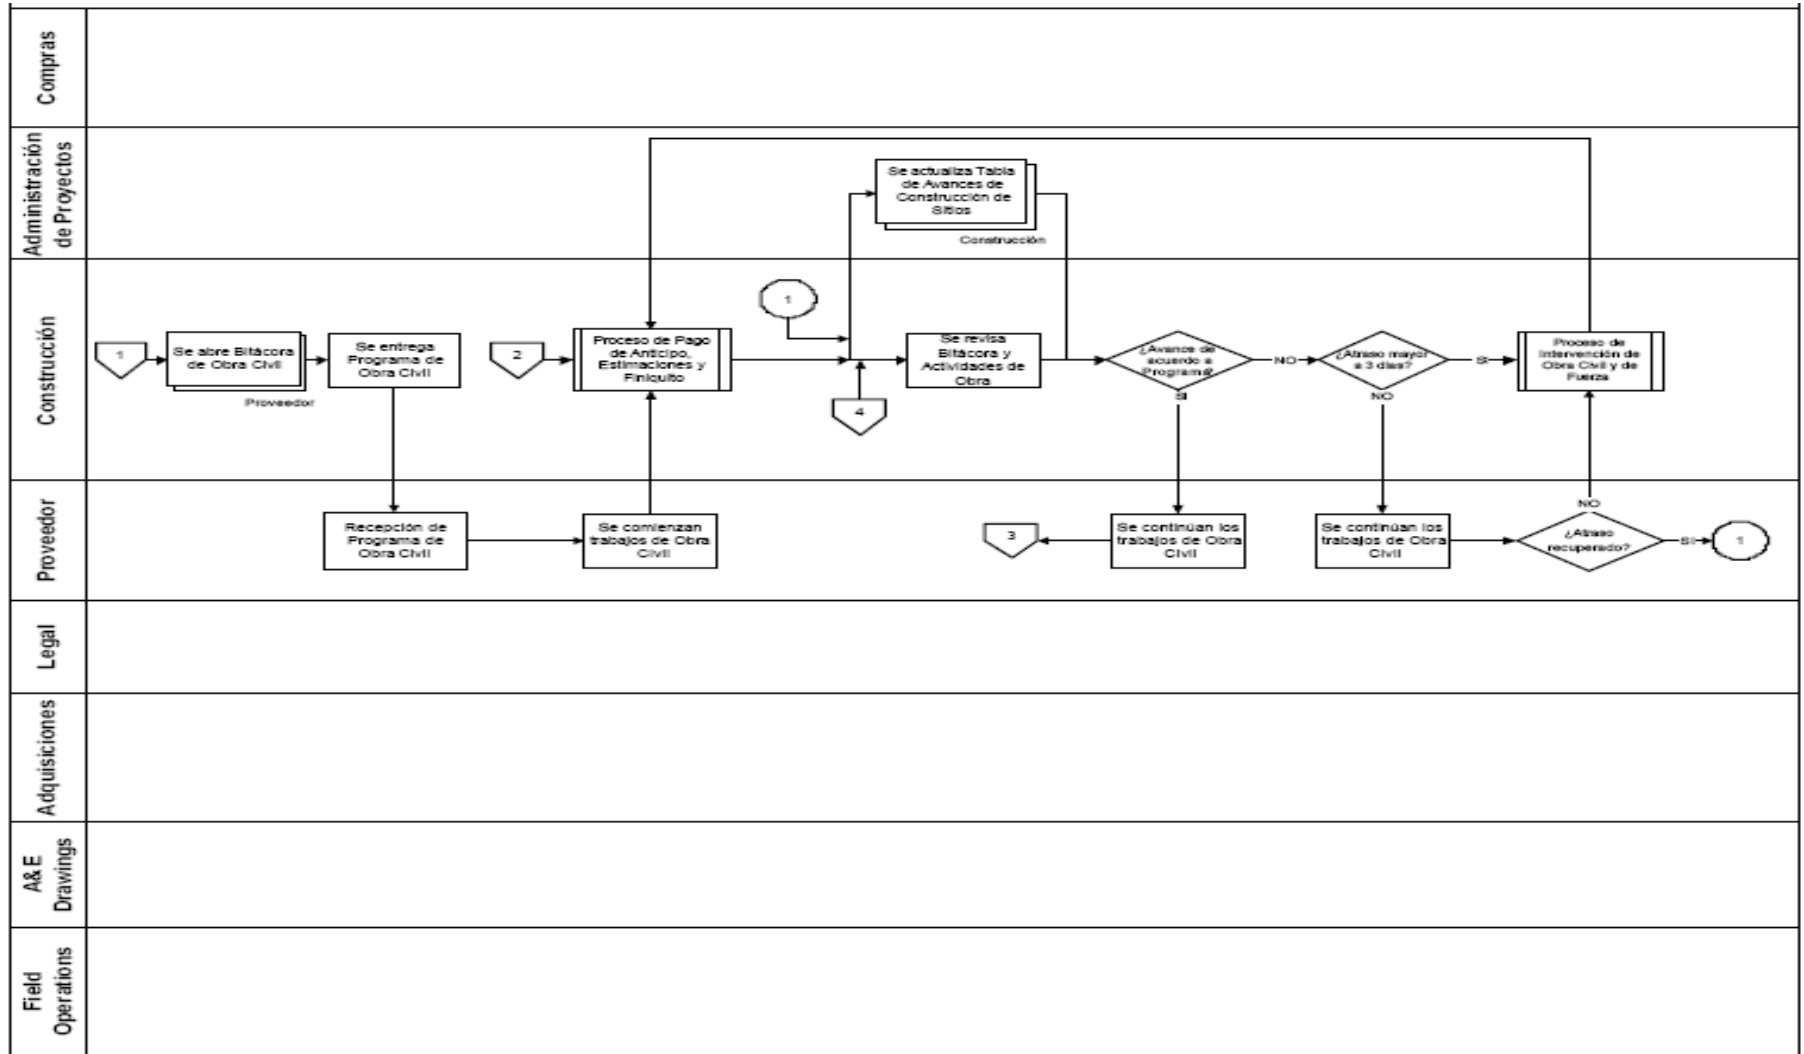 Compras
Administración
de Proyectos
Se actualiza Tabla
de Avances de
Construcción de
Sitios
Construcción
Construcción
1
Se abre Bitácora
de Obra Civil
Proveedor
Se entrega
Programa de
Obra Civil
2
Proceso de Pago
de Anticipo,
Estimaciones y
Finiquito
1
4
Se revisa
Bitácora y
Actividades de
Obra
¿Avance de
acuerdo a
Programa?
NO
SI
¿Atraso mayor
a 3 días?
SI
NO
Proceso de
Intervención de
Obra Civil y de
Fuerza
Proveedor
Recepción de
Programa de
Obra Civil
Se comienzan
trabajos de Obra
Civil
3
Se continúan los
trabajos de Obra
Civil
Se continúan los
trabajos de Obra
Civil
NO
¿Atraso
recuperado?
SI
1
Legal
Adquisiciones
A&E
Drawings
Field
Operations